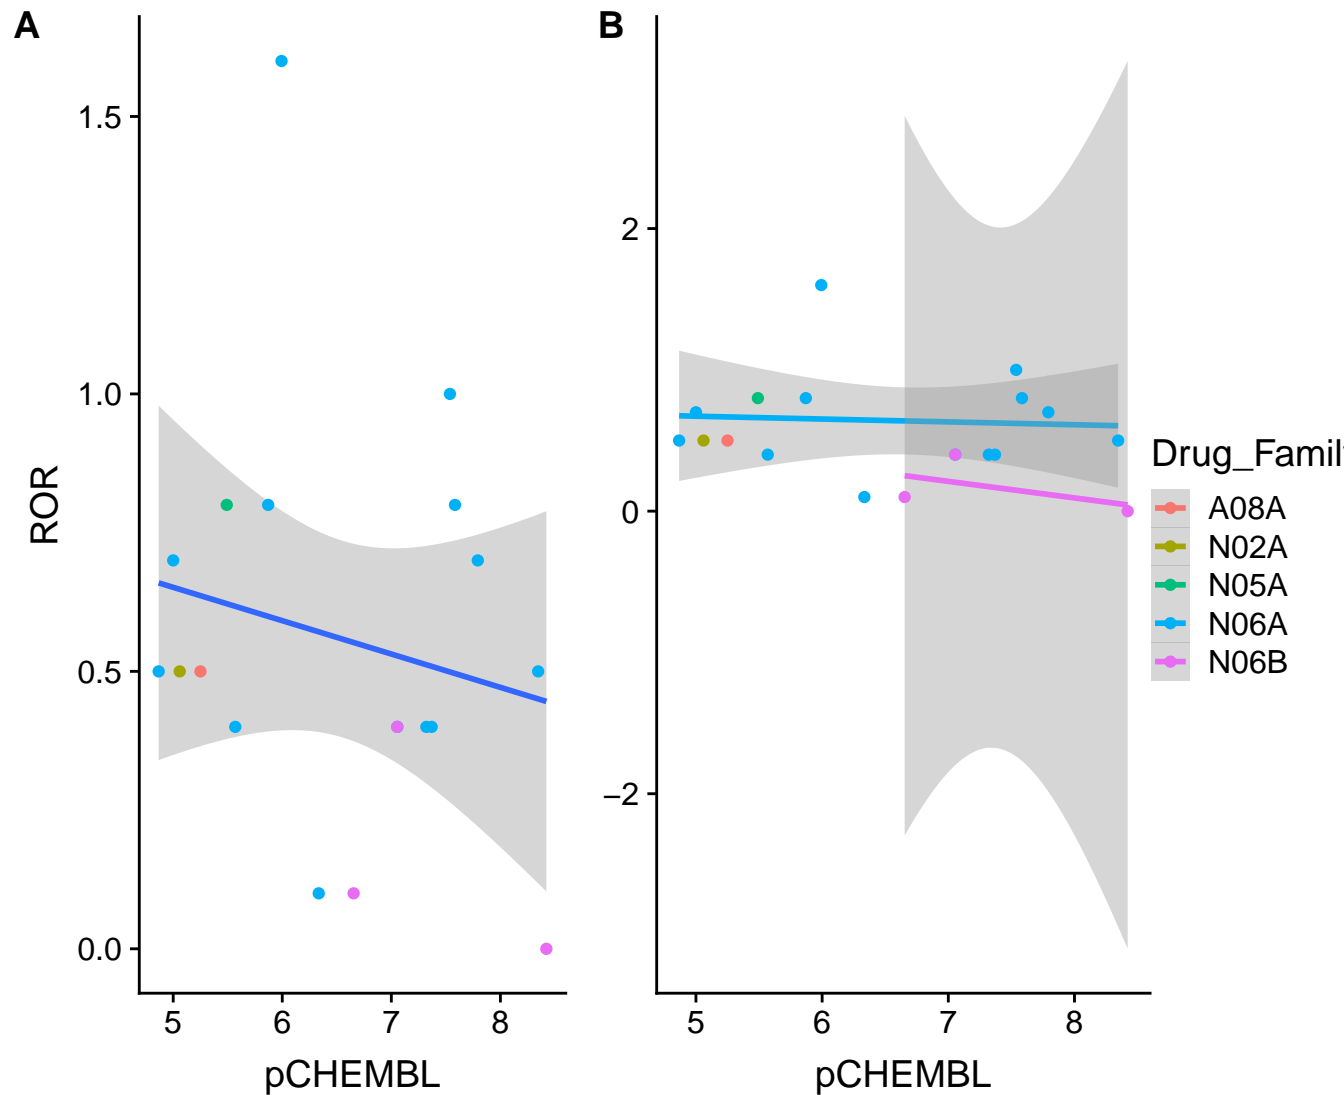 A
ROR
1.5
1.0
0.5
0.0
5 6 7 8
pCHEMBL
B
2
0
−2
5 6 7 8
pCHEMBL
Drug_Famil
A08A
N02A
N05A
N06A
N06B